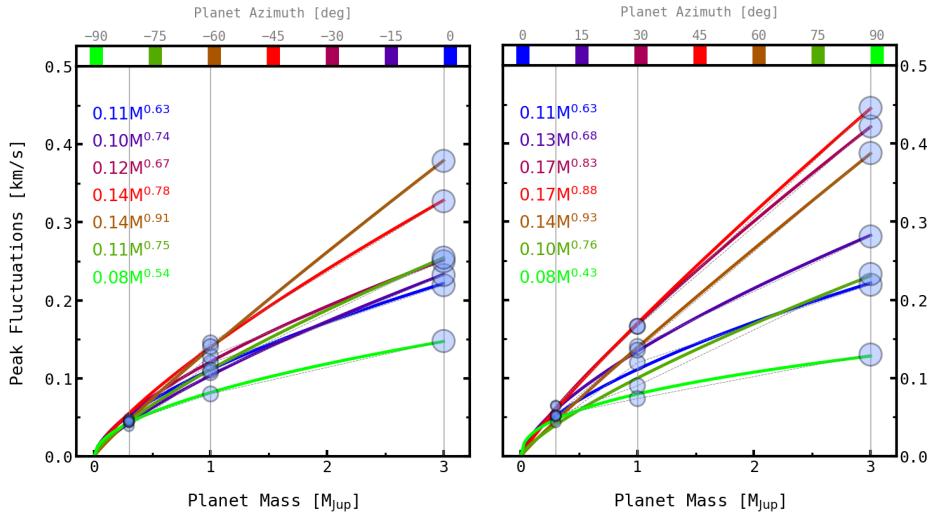 Planet Azimuth [deg]
−90 −75 −60 −45 −30 −15 0
0.5
0.4
0.3
0.2
0.1
0.0
Peak Fluctuations [km/s]
0.11M^0.63
0.10M^0.74
0.12M^0.67
0.14M^0.78
0.14M^0.91
0.11M^0.75
0.08M^0.54
0 1 2 3
Planet Mass [M_Jup]
Planet Azimuth [deg]
0 15 30 45 60 75 90
0.11M^0.63
0.13M^0.68
0.17M^0.83
0.17M^0.88
0.14M^0.93
0.10M^0.76
0.08M^0.43
0.5
0.4
0.3
0.2
0.1
0.0
0 1 2 3
Planet Mass [M_Jup]